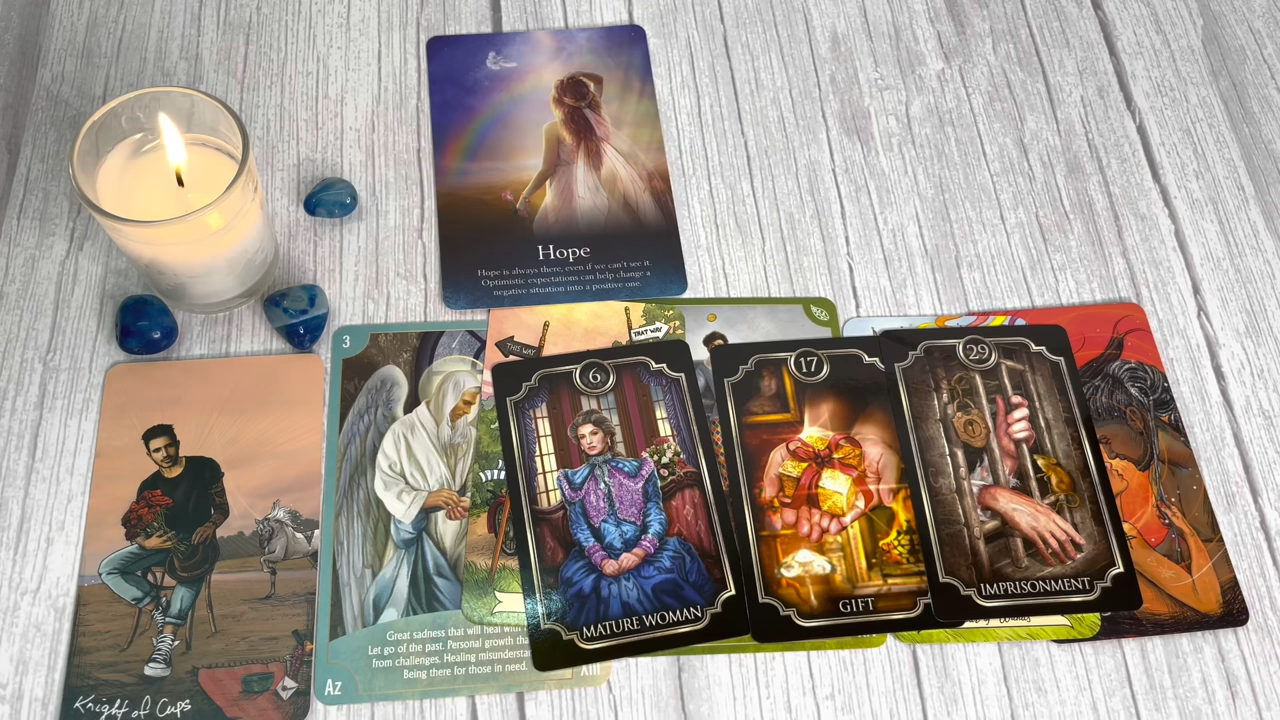 Hope
Hope is always there, even if we can't see it.
Optimistic expectations can help change a
negative situation into a positive one.
3
THIS WAY
THAT WAY
6
MATURE WOMAN
17
GIFT
29
IMPRISONMENT
Great sadness that will heal with
Let go of the past. Personal growth
from challenges. Healing
Being there for those in need.
Az
XIII
Knight of Cups
of Wands